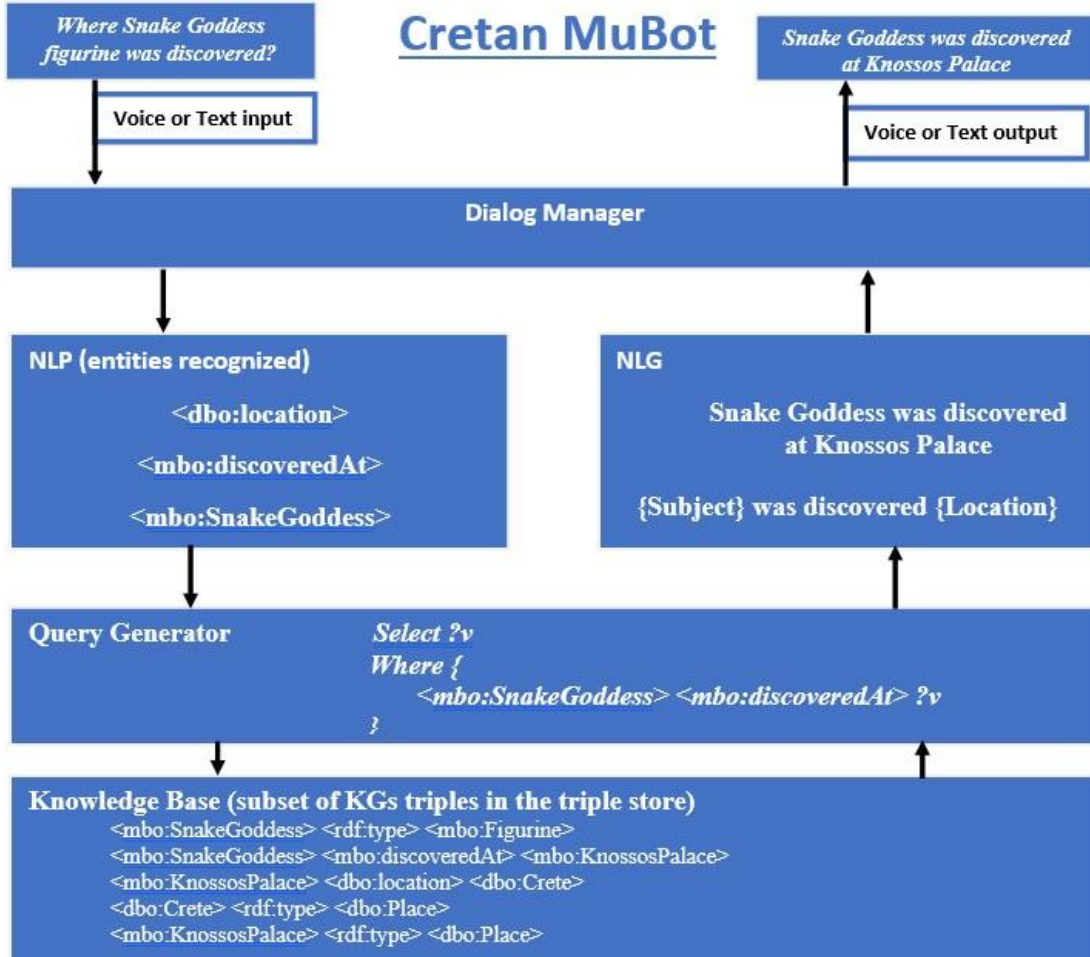 Where Snake Goddess
figurine was discovered?
Cretan MuBot
Snake Goddess was discovered
at Knossos Palace
Voice or Text input
Voice or Text output
Dialog Manager
NLP (entities recognized)
<dbo:location>
<mbo:discoveredAt>
<mbo:SnakeGoddess>
NLG
Snake Goddess was discovered
at Knossos Palace
{Subject} was discovered {Location}
Query Generator
Select ?v
Where {
<mbo:SnakeGoddess> <mbo:discoveredAt> ?v
}
Knowledge Base (subset of KGs triples in the triple store)
<mbo:SnakeGoddess> <rdf:type> <mbo:Figurine>
<mbo:SnakeGoddess> <mbo:discoveredAt> <mbo:KnossosPalace>
<mbo:KnossosPalace> <dbo:location> <dbo:Crete>
<dbo:Crete> <rdf:type> <dbo:Place>
<mbo:KnossosPalace> <rdf:type> <dbo:Place>